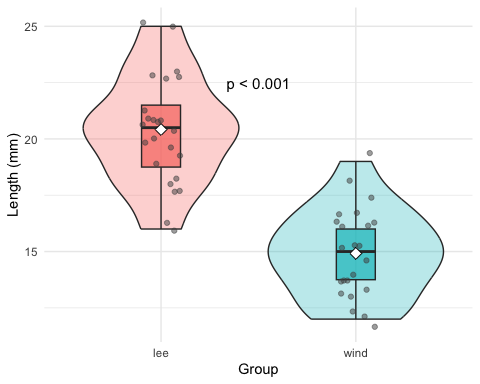 25
p < 0.001
20
15
Length (mm)
lee
wind
Group